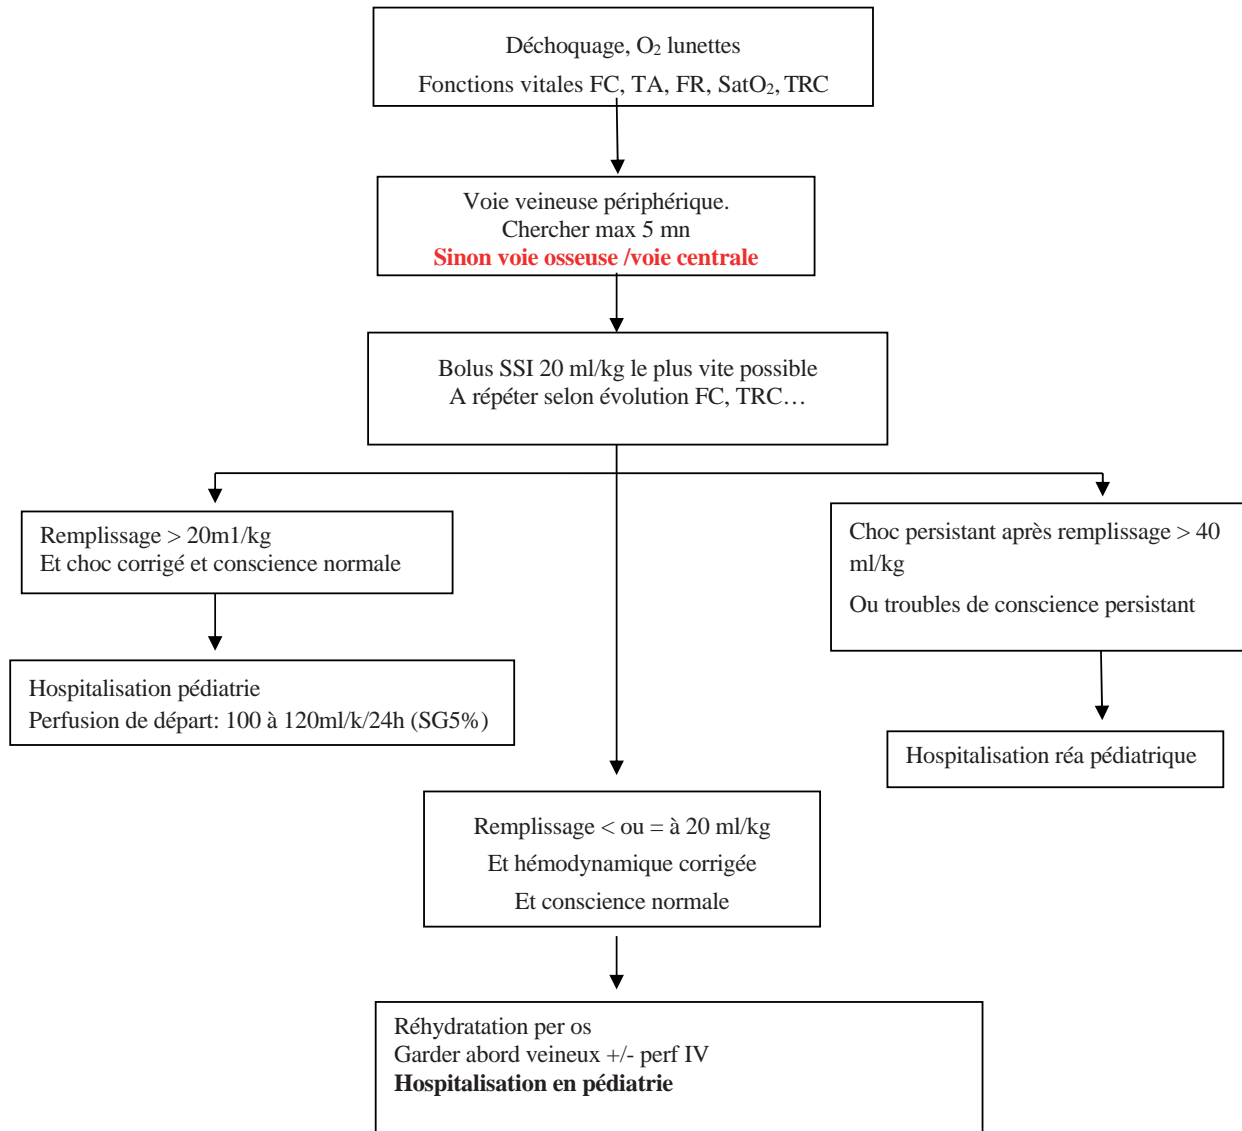 Déchoquage, O₂ lunettes
Fonctions vitales FC, TA, FR, SatO₂, TRC
Voie veineuse périphérique.
Chercher max 5 mn
Sinon voie osseuse /voie centrale
Bolus SSI 20 ml/kg le plus vite possible
A répéter selon évolution FC, TRC…
Remplissage > 20m1/kg
Et choc corrigé et conscience normale
Choc persistant après remplissage > 40
ml/kg
Ou troubles de conscience persistant
Hospitalisation pédiatrie
Perfusion de départ: 100 à 120ml/k/24h (SG5%)
Hospitalisation réa pédiatrique
Remplissage < ou = à 20 ml/kg
Et hémodynamique corrigée
Et conscience normale
Réhydratation per os
Garder abord veineux +/- perf IV
Hospitalisation en pédiatrie